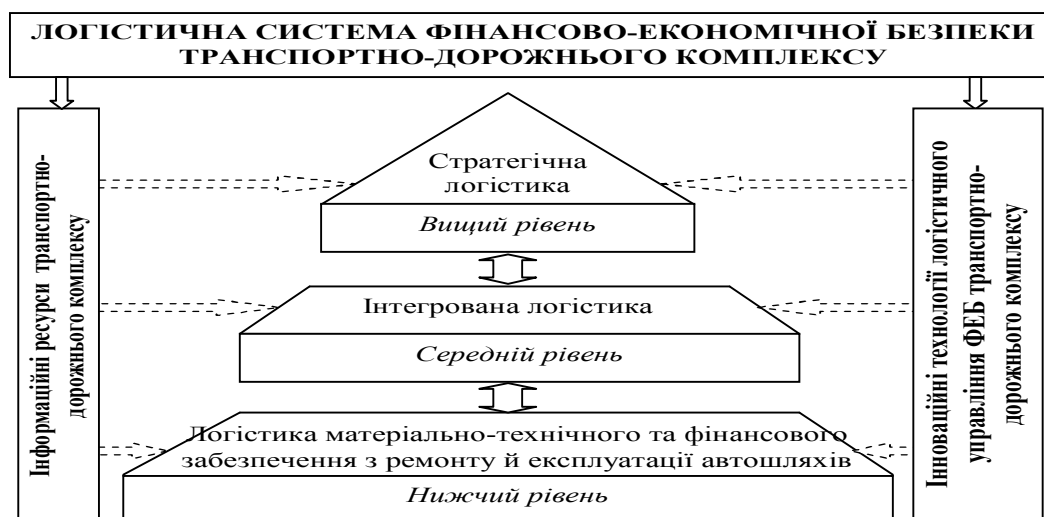 ЛОГІСТИЧНА СИСТЕМА ФІНАНСОВО-ЕКОНОМІЧНОЇ БЕЗПЕКИ
ТРАНСПОРТНО-ДОРОЖНЬОГО КОМПЛЕКСУ
Інформаційні ресурси транспортно-
дорожнього комплексу
Стратегічна
логістика
Вищий рівень
Інтегрована логістика
Середній рівень
Логістика матеріально-технічного та фінансового
забезпечення з ремонту й експлуатації автошляхів
Нижчий рівень
Інноваційні технології логістичного
управління ФЕБ транспортно-
дорожнього комплексу